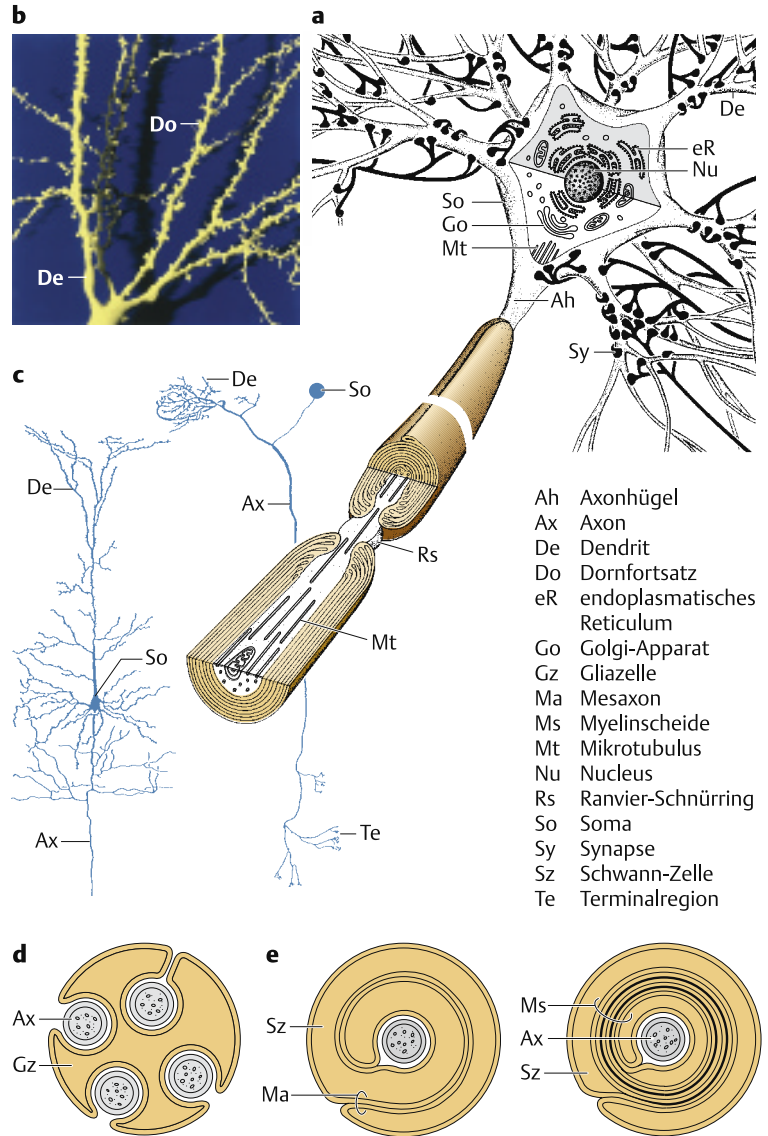 b
Do
De
a
De
eR
Nu
So
Go
Mt
Ah
Sy
c
De
So
De
Ax
Rs
Mt
So
Ax
Te
Ah Axonhügel
Ax Axon
De Dendrit
Do Dornfortsatz
eR endoplasmatisches
Reticulum
Go Golgi-Apparat
Gz Gliazelle
Ma Mesaxon
Ms Myelinscheide
Mt Mikrotubulus
Nu Nucleus
Rs Ranvier-Schnürring
So Soma
Sy Synapse
Sz Schwann-Zelle
Te Terminalregion
d
Ax
Gz
e
Sz
Ma
Ms
Ax
Sz